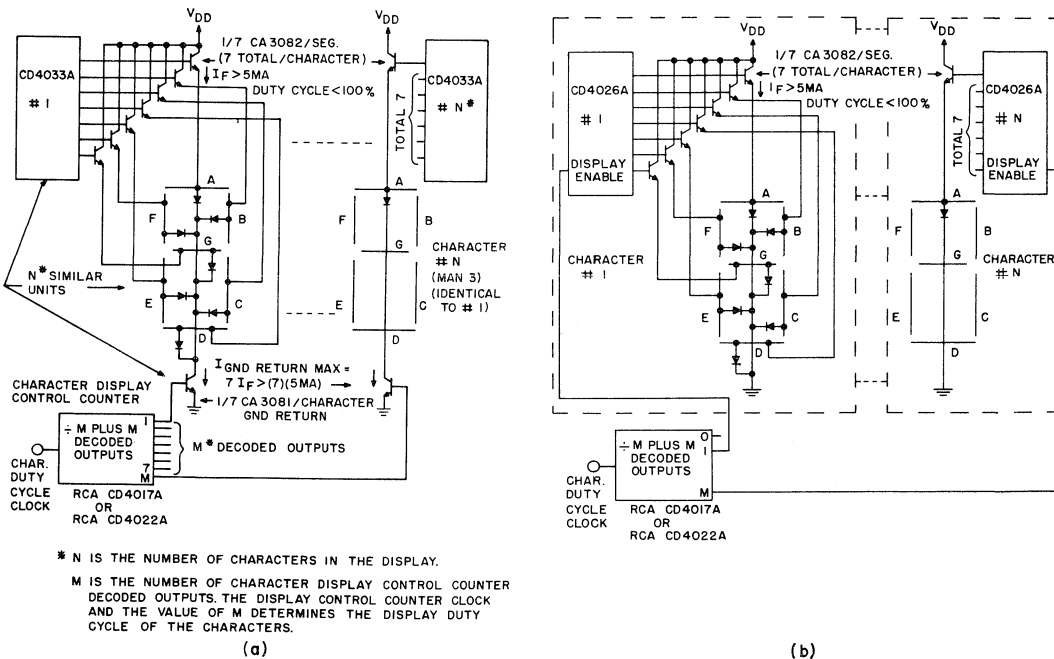 VDD
CD4033A
# 1
1/7 CA3082/SEG.
(7 TOTAL/CHARACTER)
IF>5MA
DUTY CYCLE<100%
VDD
CD4033A
# N*
TOTAL 7
A
F
B
G
E
C
D
A
F
B
G
E
C
D
CHARACTER
# N
(MAN 3)
(IDENTICAL
TO # 1)
N* SIMILAR
UNITS
IGND RETURN MAX=
7 IF>(7)(5MA)
1/7 CA3081/CHARACTER
GND RETURN
CHARACTER DISPLAY
CONTROL COUNTER
÷M PLUS M
DECODED
OUTPUTS
1
7
M
M* DECODED OUTPUTS
CHAR.
DUTY
CYCLE
CLOCK
RCA CD4017A
OR
RCA CD4022A
* N IS THE NUMBER OF CHARACTERS IN THE DISPLAY.
M IS THE NUMBER OF CHARACTER DISPLAY CONTROL COUNTER
DECODED OUTPUTS. THE DISPLAY CONTROL COUNTER CLOCK
AND THE VALUE OF M DETERMINES THE DISPLAY DUTY
CYCLE OF THE CHARACTERS.
(a)
VDD
CD4026A
# 1
DISPLAY
ENABLE
1/7 CA3082/SEG.
(7 TOTAL/CHARACTER)
IF>5MA
DUTY CYCLE<100%
VDD
CD4026A
# N
DISPLAY
ENABLE
TOTAL 7
CHARACTER
# 1
A
F
B
G
E
C
D
A
F
B
G
E
C
D
CHARACTER
# N
÷M PLUS M
DECODED
OUTPUTS
0
1
M
CHAR.
DUTY
CYCLE
CLOCK
RCA CD4017A
OR
RCA CD4022A
(b)